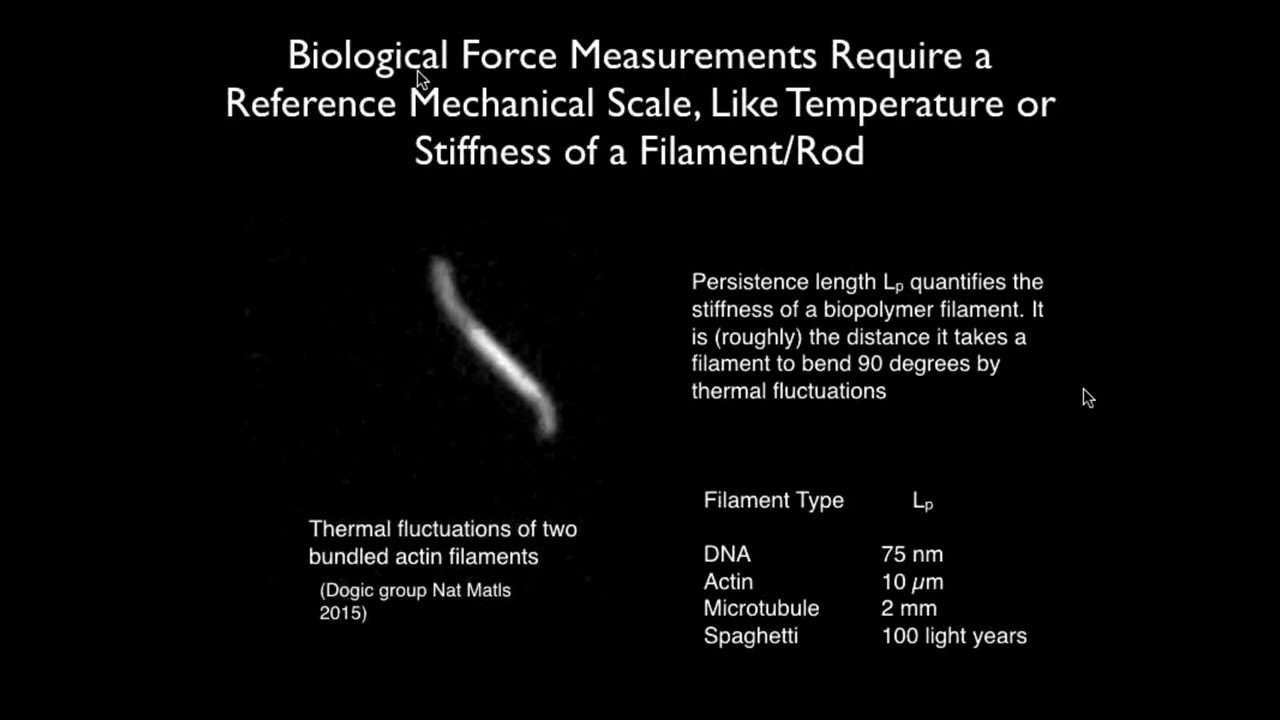 Biological Force Measurements Require a
Reference Mechanical Scale, Like Temperature or
Stiffness of a Filament/Rod
Persistence length Lₚ quantifies the
stiffness of a biopolymer filament. It
is (roughly) the distance it takes a
filament to bend 90 degrees by
thermal fluctuations
Thermal fluctuations of two
bundled actin filaments
(Dogic group Nat Matls
2015)
Filament Type Lₚ
DNA 75 nm
Actin 10 µm
Microtubule 2 mm
Spaghetti 100 light years